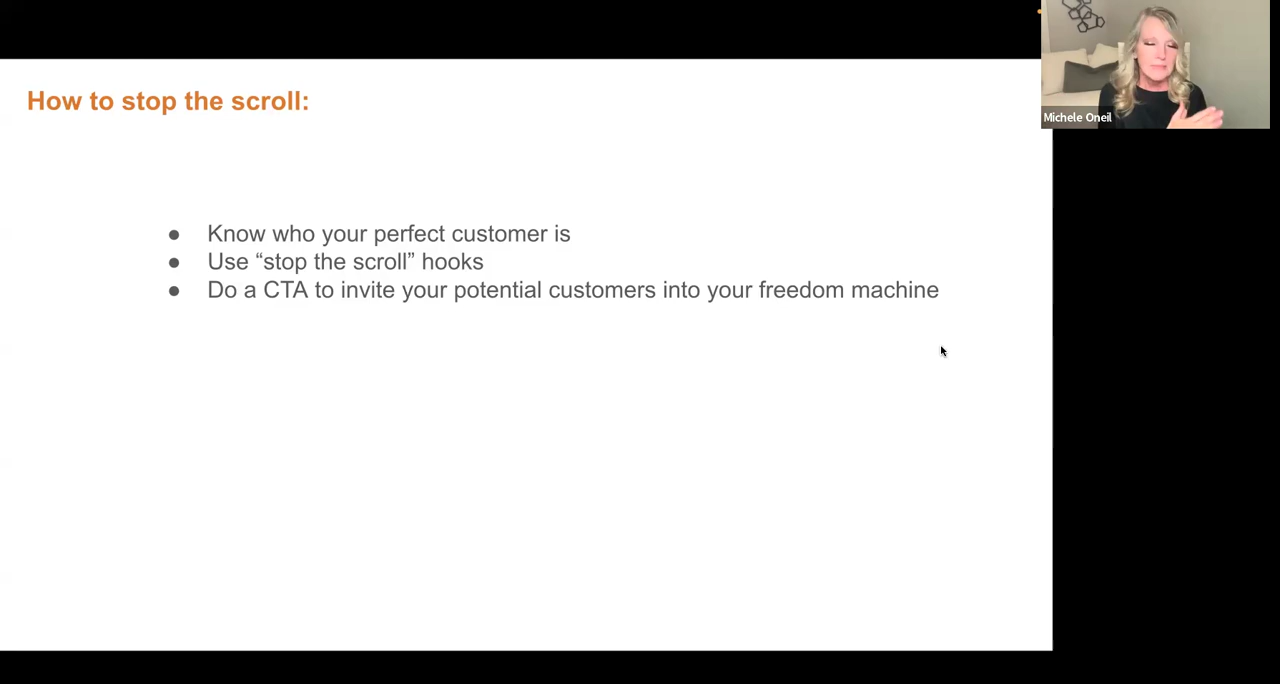 How to stop the scroll:
● Know who your perfect customer is
● Use “stop the scroll” hooks
● Do a CTA to invite your potential customers into your freedom machine
Michele Oneil